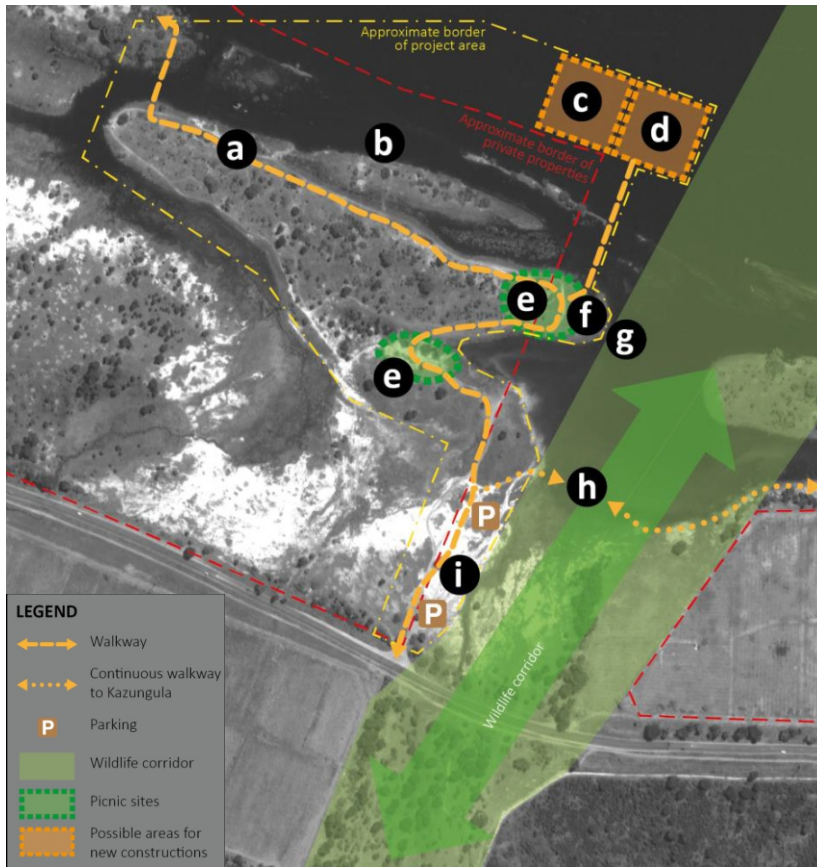 Approximate border
of project area
c
d
b
a
Approximate border of
private properties
e
f
g
e
h
P
i
P
Wildlife corridor
LEGEND
Walkway
Continuous walkway
to Kazungula
P
Parking
Wildlife corridor
Picnic sites
Possible areas for
new constructions